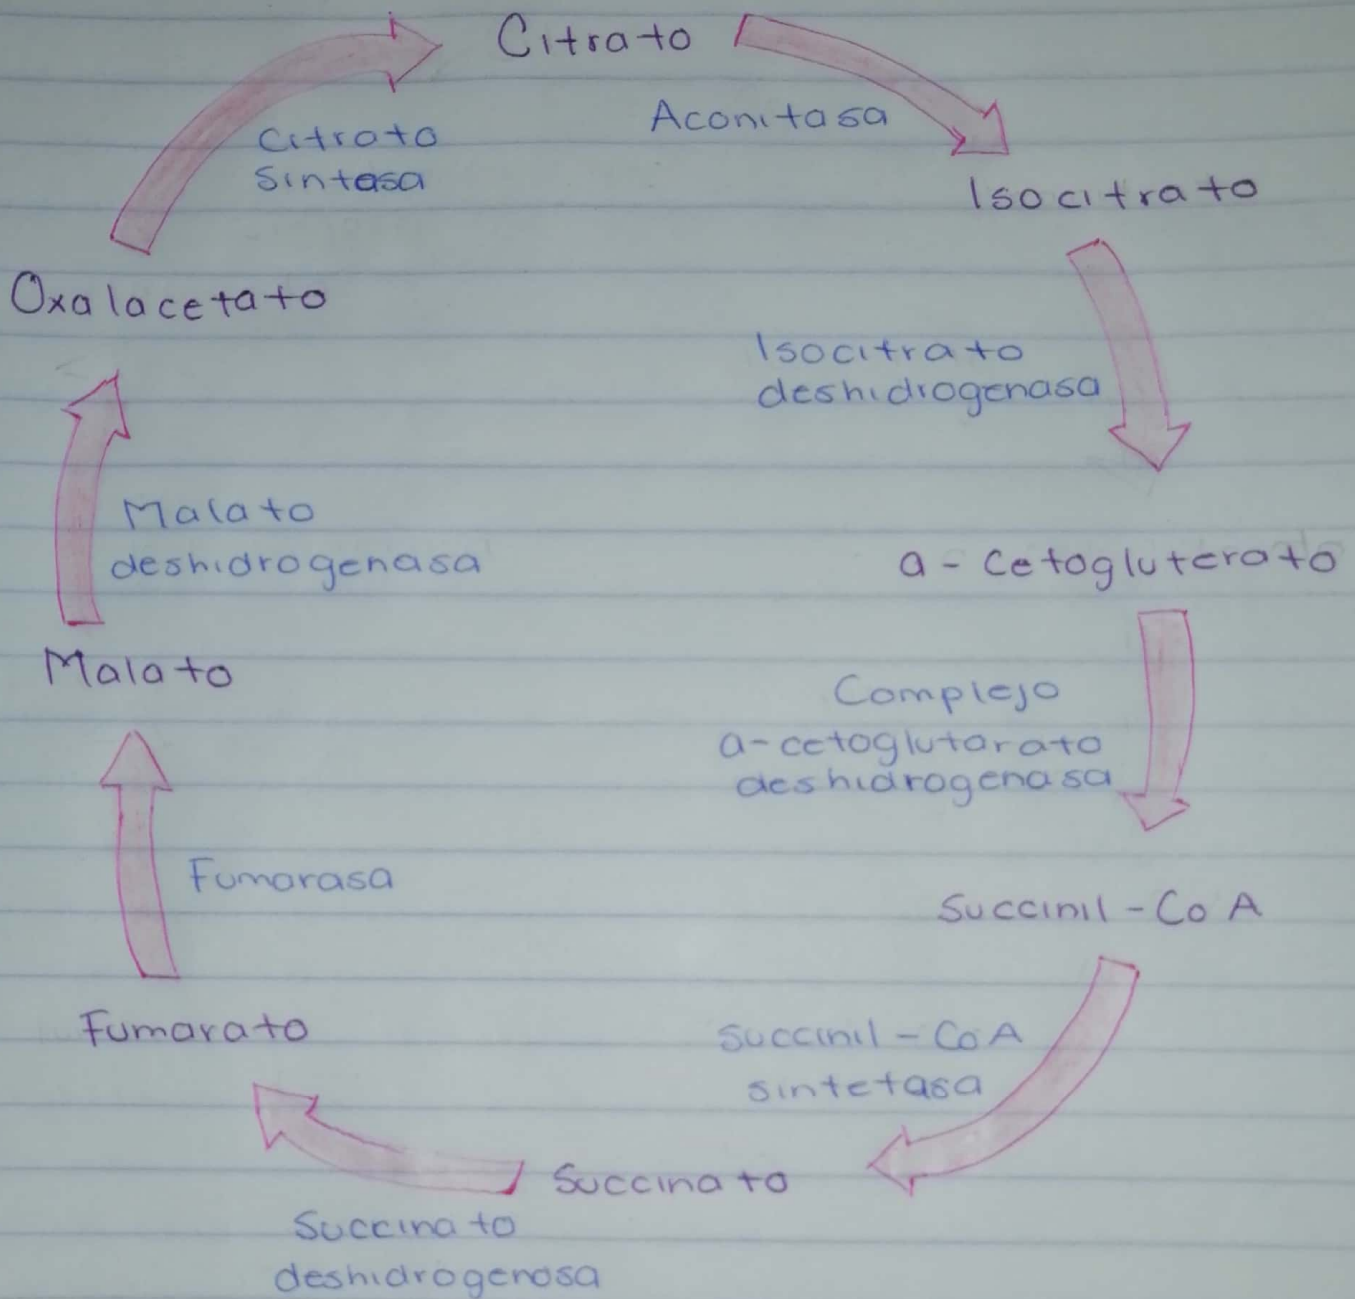 Citrato
Aconitasa
Citrato
Sintasa
Isocitrato
Oxalacetato
Isocitrato
deshidrogenasa
Malato
deshidrogenasa
a - cetogluterato
Malato
Complejo
a-cetoglutarato
deshidrogenasa
Fumarasa
Succinil - CoA
Fumarato
Succinil - CoA
sintetasa
Succinato
Succinato
deshidrogenasa